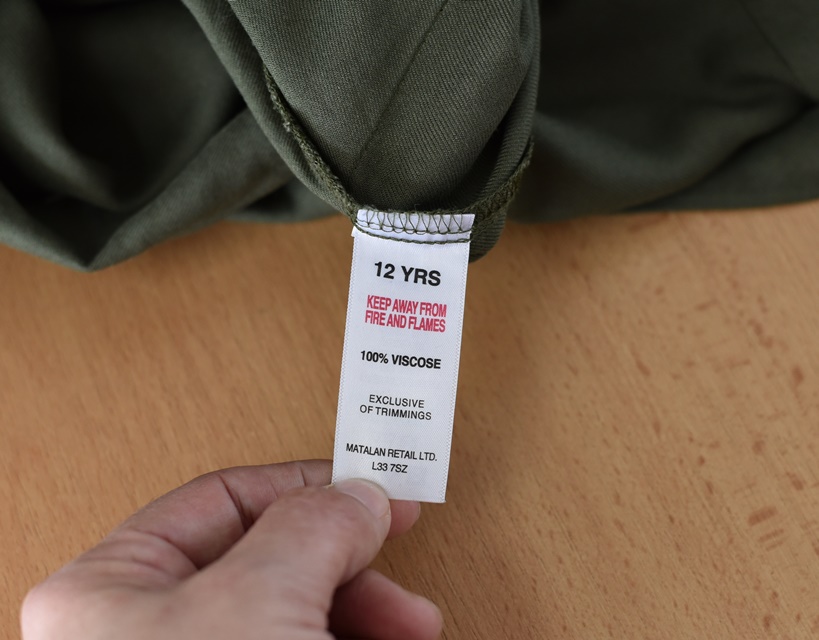 12 YRS
KEEP AWAY FROM
FIRE AND FLAMES
100% VISCOSE
EXCLUSIVE
OF TRIMMINGS
MATALAN RETAIL LTD.
L33 7SZ